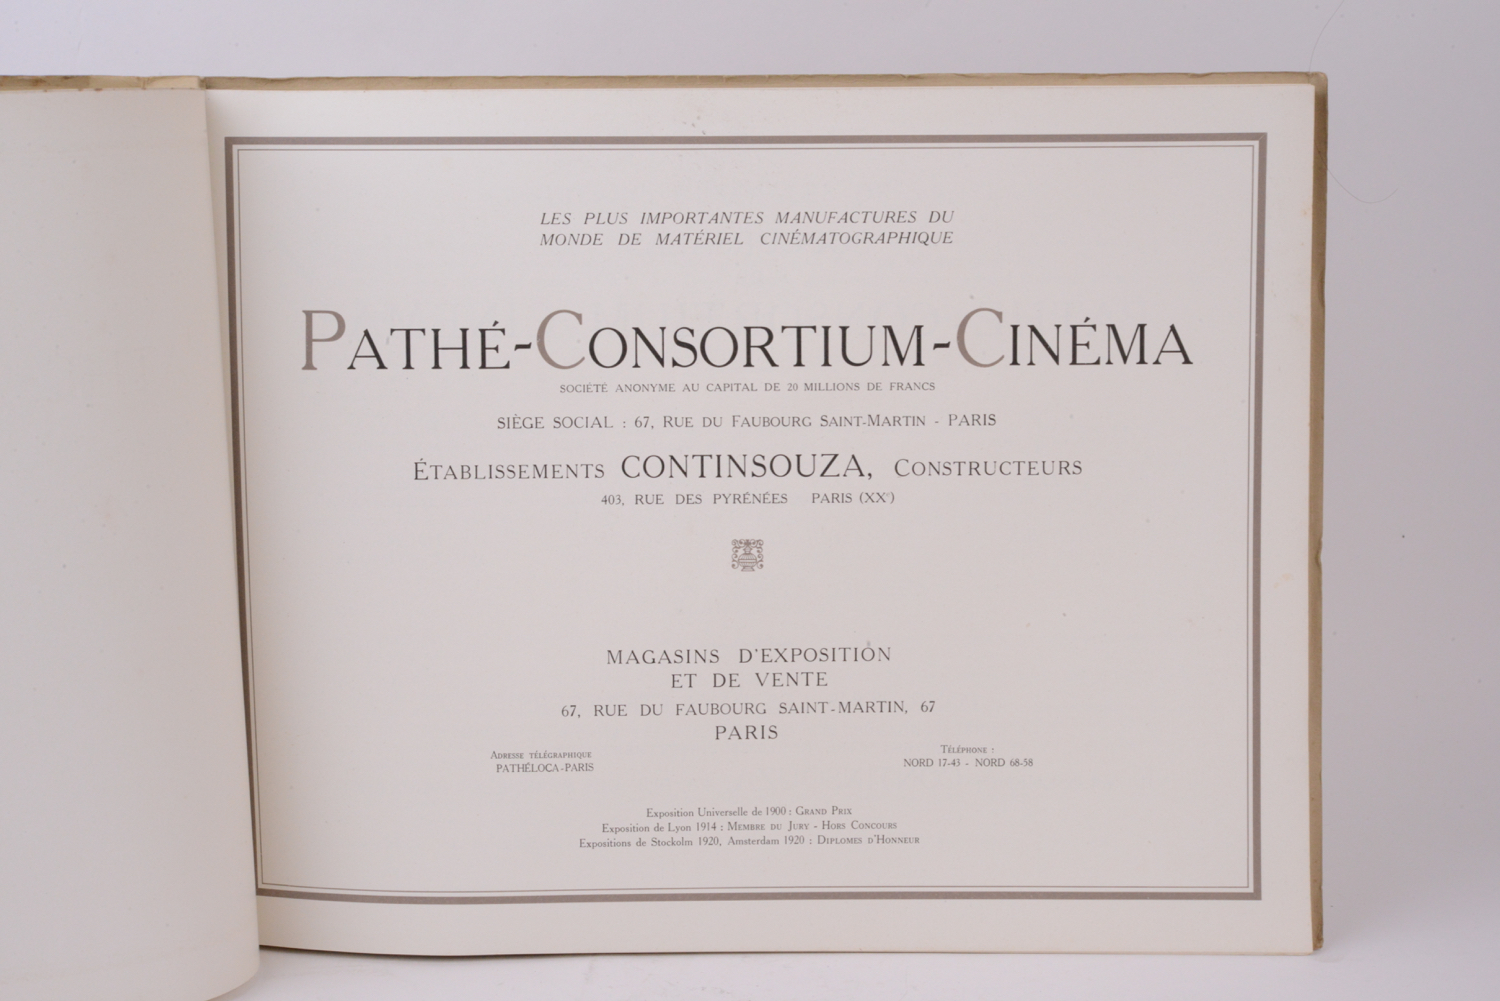 LES PLUS IMPORTANTES MANUFACTURES DU
MONDE DE MATÉRIEL CINÉMATOGRAPHIQUE
PATHÉ-CONSORTIUM-CINÉMA
SOCIÉTÉ ANONYME AU CAPITAL DE 20 MILLIONS DE FRANCS
SIÈGE SOCIAL : 67, RUE DU FAUBOURG SAINT-MARTIN - PARIS
ÉTABLISSEMENTS CONTINSOUZA, CONSTRUCTEURS
403, RUE DES PYRÉNÉES PARIS (XXᵉ)
MAGASINS D'EXPOSITION
ET DE VENTE
67, RUE DU FAUBOURG SAINT-MARTIN, 67
PARIS
ADRESSE TÉLÉGRAPHIQUE
PATHÉLOCA-PARIS
TÉLÉPHONE :
NORD 17-43 - NORD 68-58
Exposition Universelle de 1900 : GRAND PRIX
Exposition de Lyon 1914 : MEMBRE DU JURY - HORS CONCOURS
Expositions de Stockolm 1920, Amsterdam 1920 : DIPLOMES D'HONNEUR